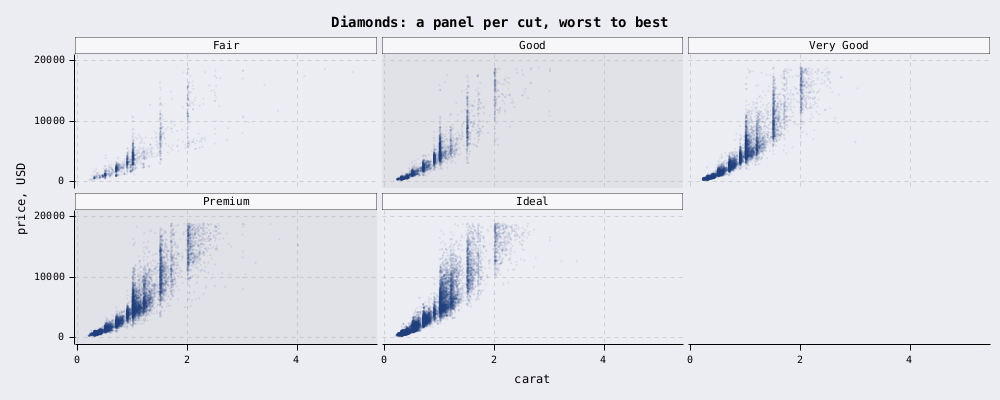 Diamonds: a panel per cut, worst to best
Fair
Good
Very Good
20000
10000
0
Premium
Ideal
20000
10000
0
price, USD
0
2
4
0
2
4
0
2
4
carat